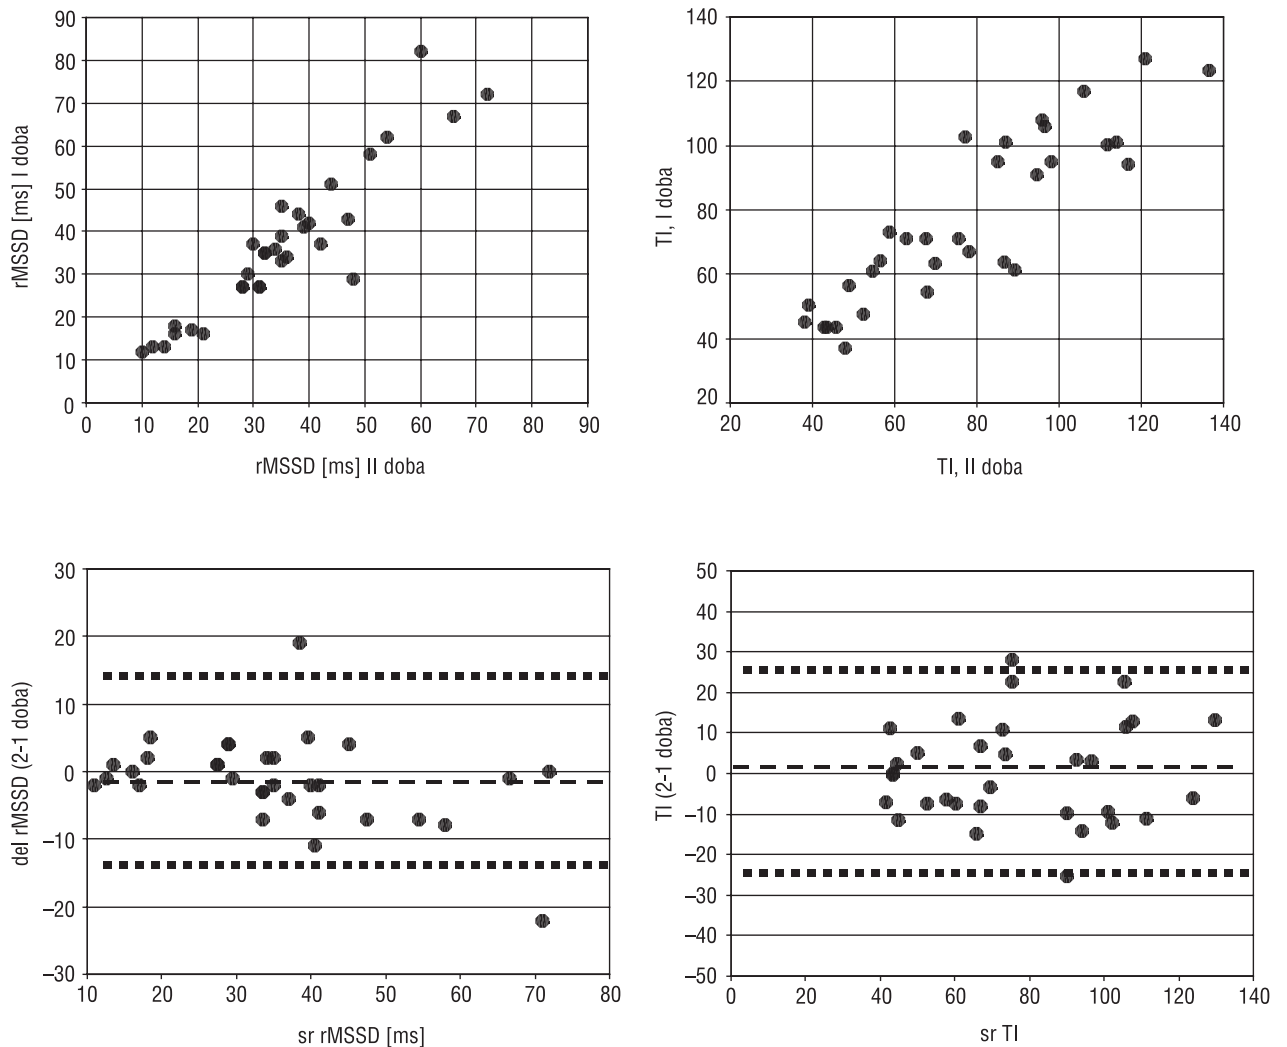 90
80
70
60
50
40
30
20
10
0
rMSSD [ms] I doba
0 10 20 30 40 50 60 70 80 90
rMSSD [ms] II doba
140
120
100
80
60
40
20
TI, I doba
20 40 60 80 100 120 140
TI, II doba
30
20
10
0
–10
–20
–30
del rMSSD (2-1 doba)
10 20 30 40 50 60 70 80
sr rMSSD [ms]
50
40
30
20
10
0
–10
–20
–30
–40
–50
TI (2-1 doba)
0 20 40 60 80 100 120 140
sr TI